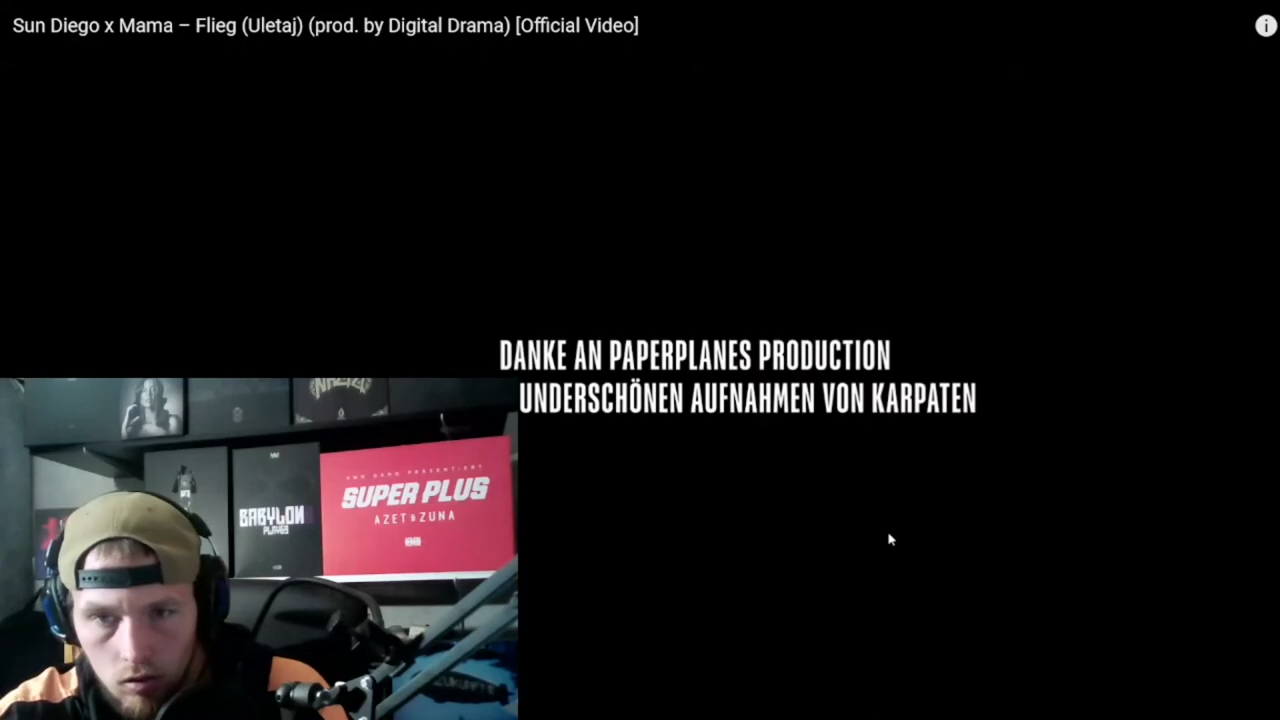 Sun Diego x Mama – Flieg (Uletaj) (prod. by Digital Drama) [Official Video]
DANKE AN PAPERPLANES PRODUCTION
UNDERSCHÖNEN AUFNAHMEN VON KARPATEN
BABYLON
SUPER PLUS
AZET & ZUNA